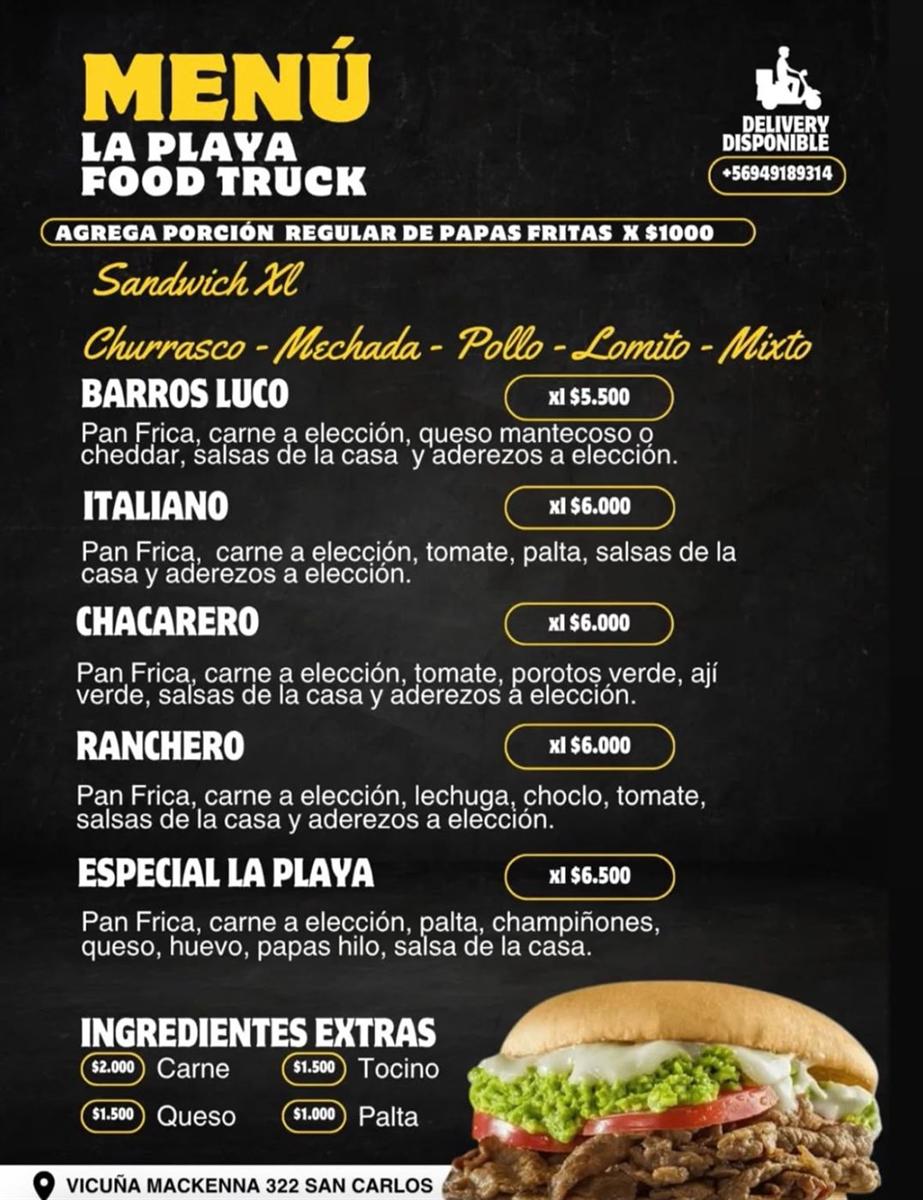 MENÚ
LA PLAYA
FOOD TRUCK
DELIVERY
DISPONIBLE
+56949189314
AGREGA PORCIÓN REGULAR DE PAPAS FRITAS X $1000
Sandwich Xl
Churrasco - Mechada - Pollo - Lomito - Mixto
BARROS LUCO xl $5.500
Pan Frica, carne a elección, queso mantecoso o
cheddar, salsas de la casa y aderezos a elección.
ITALIANO xl $6.000
Pan Frica, carne a elección, tomate, palta, salsas de la
casa y aderezos a elección.
CHACARERO xl $6.000
Pan Frica, carne a elección, tomate, porotos verde, ají
verde, salsas de la casa y aderezos a elección.
RANCHERO xl $6.000
Pan Frica, carne a elección, lechuga, choclo, tomate,
salsas de la casa y aderezos a elección.
ESPECIAL LA PLAYA xl $6.500
Pan Frica, carne a elección, palta, champiñones,
queso, huevo, papas hilo, salsa de la casa.
INGREDIENTES EXTRAS
$2.000 Carne $1.500 Tocino
$1.500 Queso $1.000 Palta
VICUÑA MACKENNA 322 SAN CARLOS